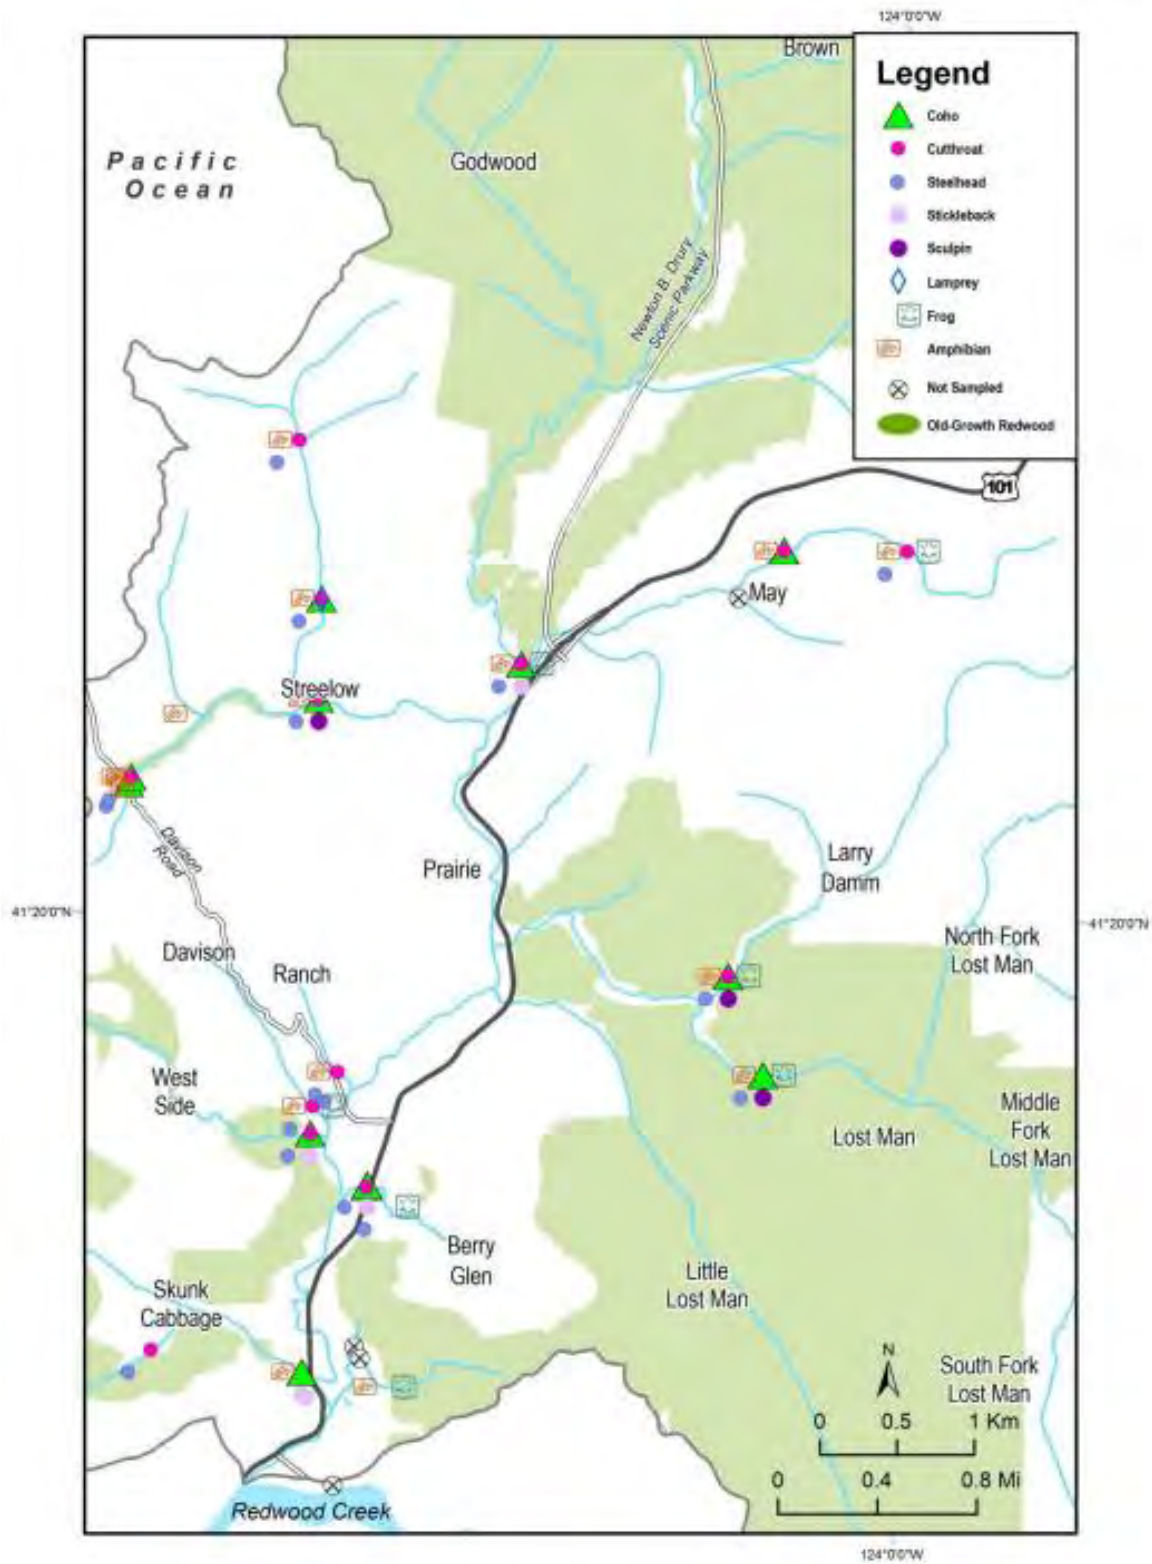 124°0'0"W
Brown
Legend
Coho
Cutthroat
Steelhead
Stickleback
Sculpin
Lamprey
Frog
Amphibian
Not Sampled
Old-Growth Redwood
Pacific
Ocean
Godwood
Newton B. Drury
Scenic Parkway
101
May
Streelow
Davison
Road
Prairie
Larry
Damm
41°20'0"N
41°20'0"N
North Fork
Lost Man
Davison
Ranch
West
Side
Middle
Fork
Lost Man
Lost Man
Berry
Glen
Little
Lost Man
Skunk
Cabbage
N
South Fork
Lost Man
0 0.5 1 Km
0 0.4 0.8 Mi
Redwood Creek
124°0'0"W